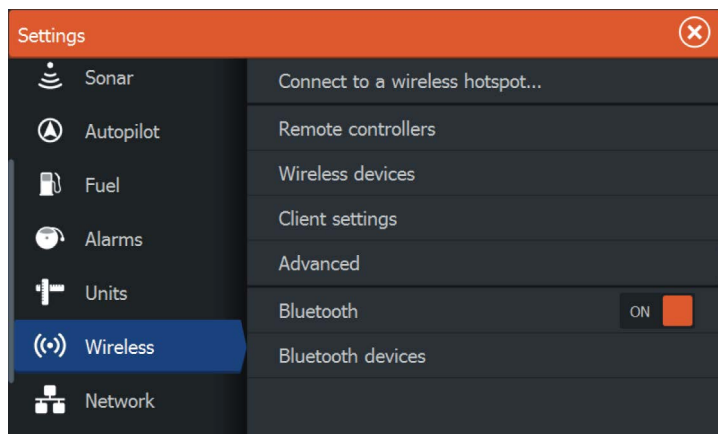 Settings
Sonar
Autopilot
Fuel
Alarms
Units
Wireless
Network
Connect to a wireless hotspot...
Remote controllers
Wireless devices
Client settings
Advanced
Bluetooth
ON
Bluetooth devices